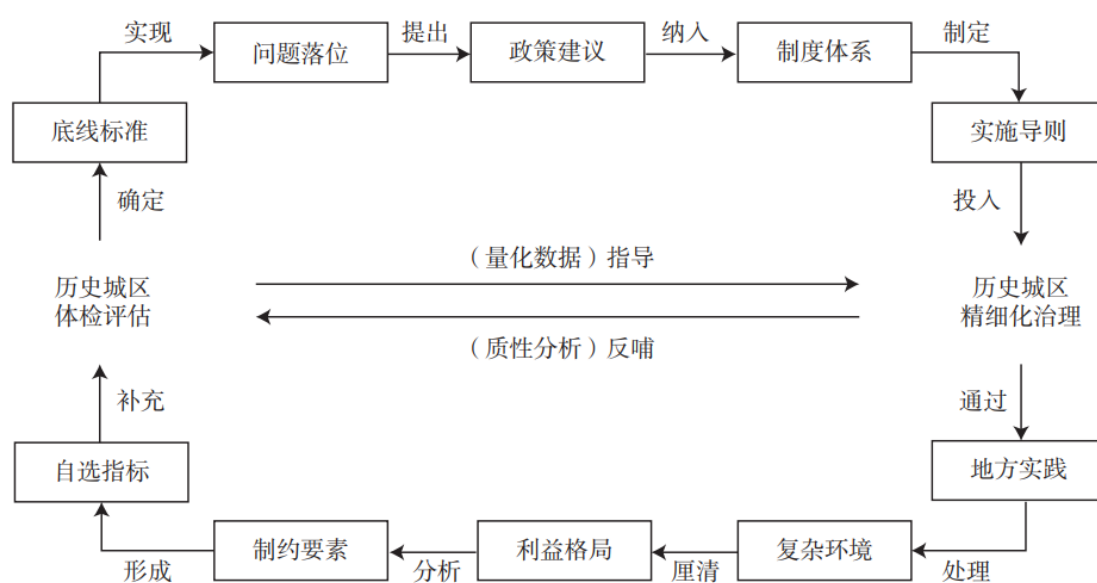 实现
提出
纳入
制定
问题落位
政策建议
制度体系
底线标准
实施导则
确定
投入
（量化数据）指导
历史城区
体检评估
历史城区
精细化治理
（质性分析）反哺
补充
通过
自选指标
地方实践
制约要素
利益格局
复杂环境
形成
分析
厘清
处理